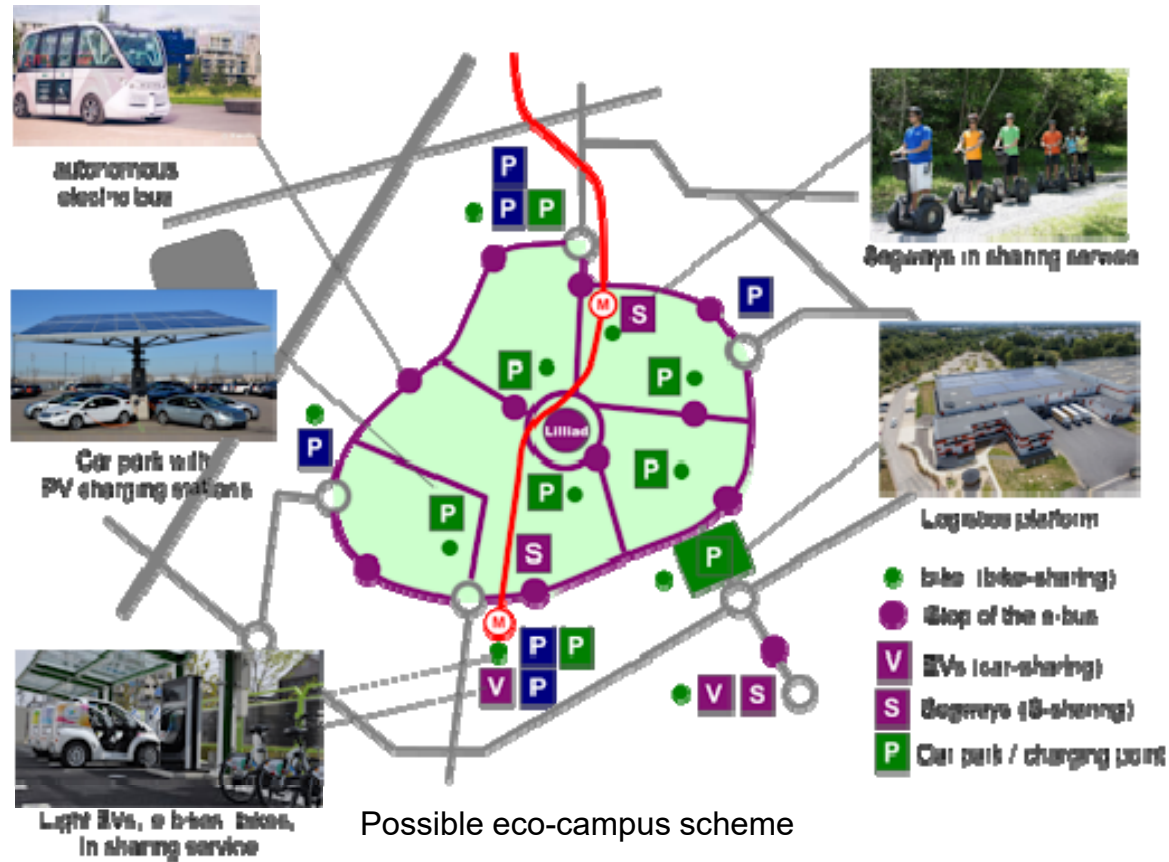 P
P P
autonomous
electric bus
Segways in sharing service
P
M
S
P
P
Lilliad
P
Car park with
PV charging stations
P
P
P
Logistics platform
S
P
bike (bike-sharing)
Stop of the e-bus
M
P P
EVs (car-sharing)
V
V P
V S
Segways (S-sharing)
S
Car park / charging point
P
Light EVs, e-bikes, bikes,
in sharing service
Possible eco-campus scheme